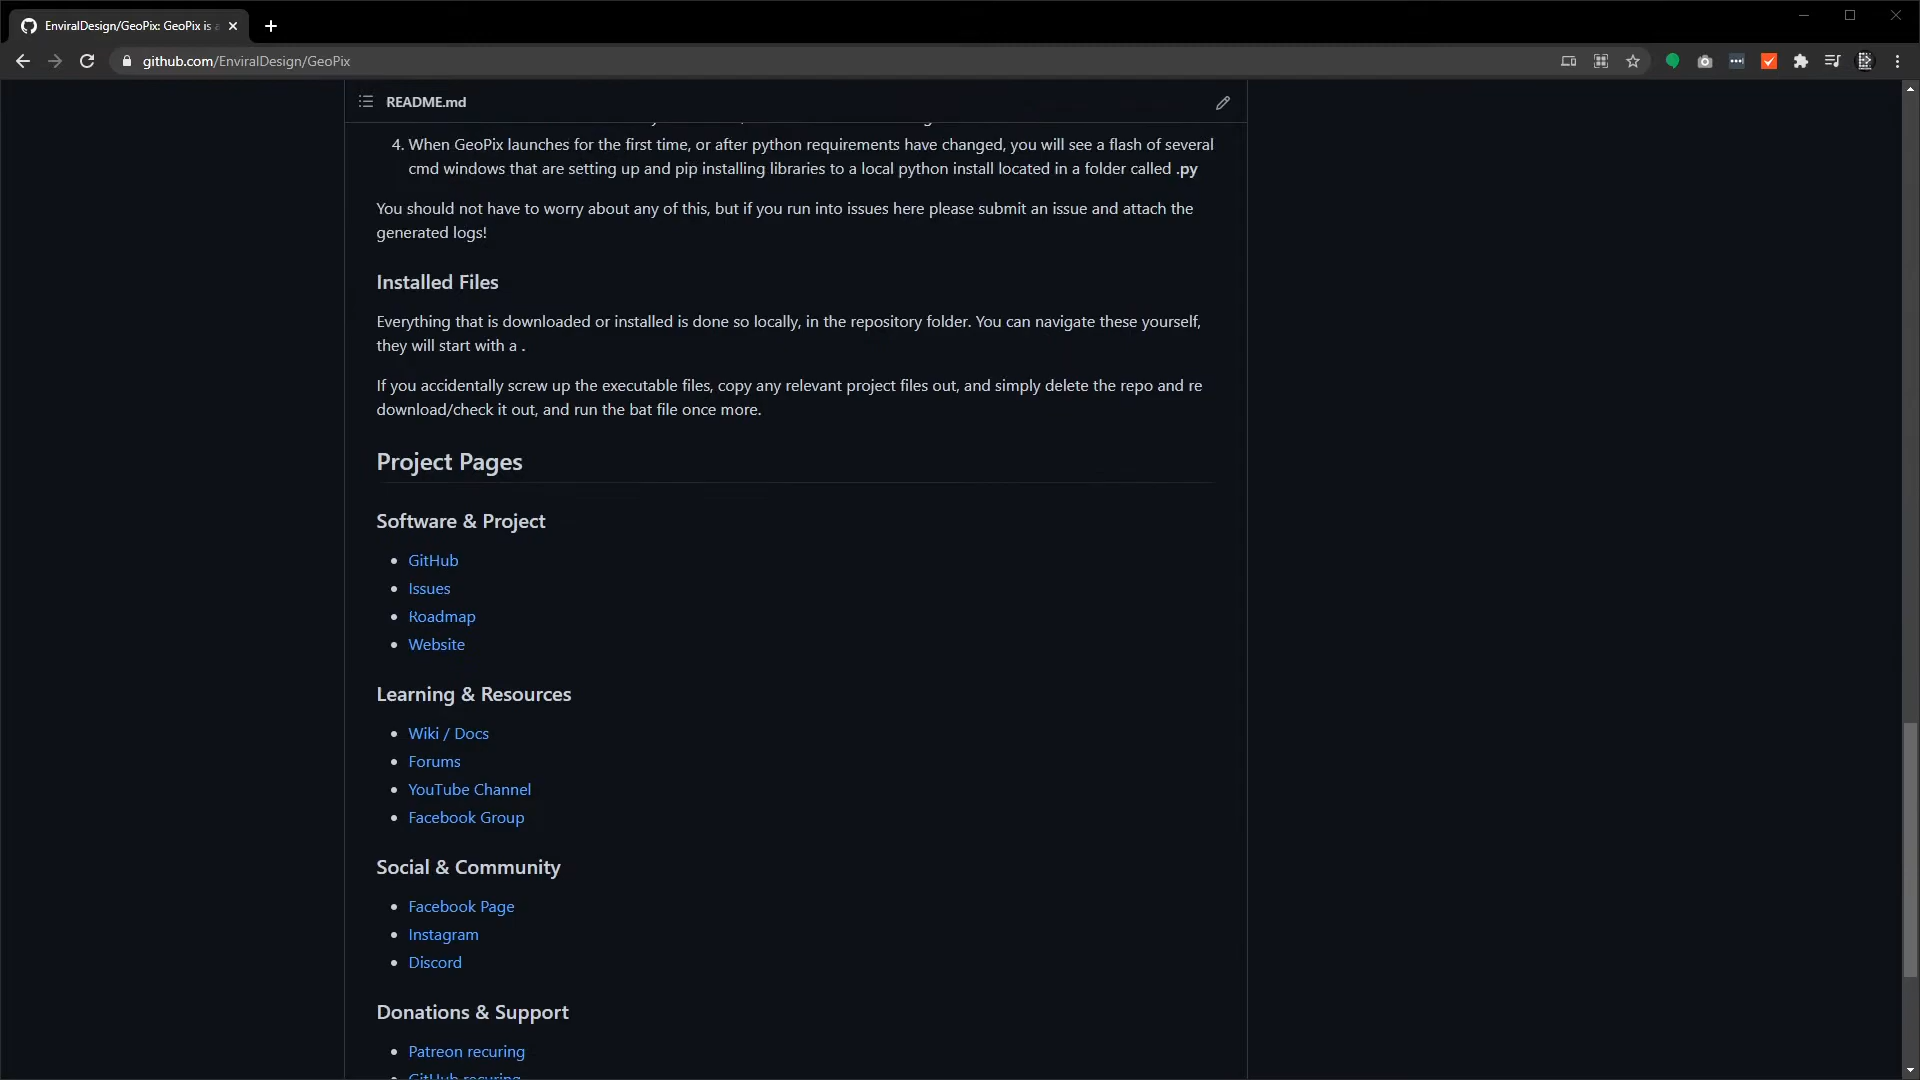 EnviralDesign/GeoPix: GeoPix is
github.com/EnviralDesign/GeoPix
README.md
4. When GeoPix launches for the first time, or after python requirements have changed, you will see a flash of several
cmd windows that are setting up and pip installing libraries to a local python install located in a folder called .py
You should not have to worry about any of this, but if you run into issues here please submit an issue and attach the
generated logs!
Installed Files
Everything that is downloaded or installed is done so locally, in the repository folder. You can navigate these yourself,
they will start with a .
If you accidentally screw up the executable files, copy any relevant project files out, and simply delete the repo and re
download/check it out, and run the bat file once more.
Project Pages
Software & Project
• GitHub
• Issues
• Roadmap
• Website
Learning & Resources
• Wiki / Docs
• Forums
• YouTube Channel
• Facebook Group
Social & Community
• Facebook Page
• Instagram
• Discord
Donations & Support
• Patreon recuring
• GitHub recuring